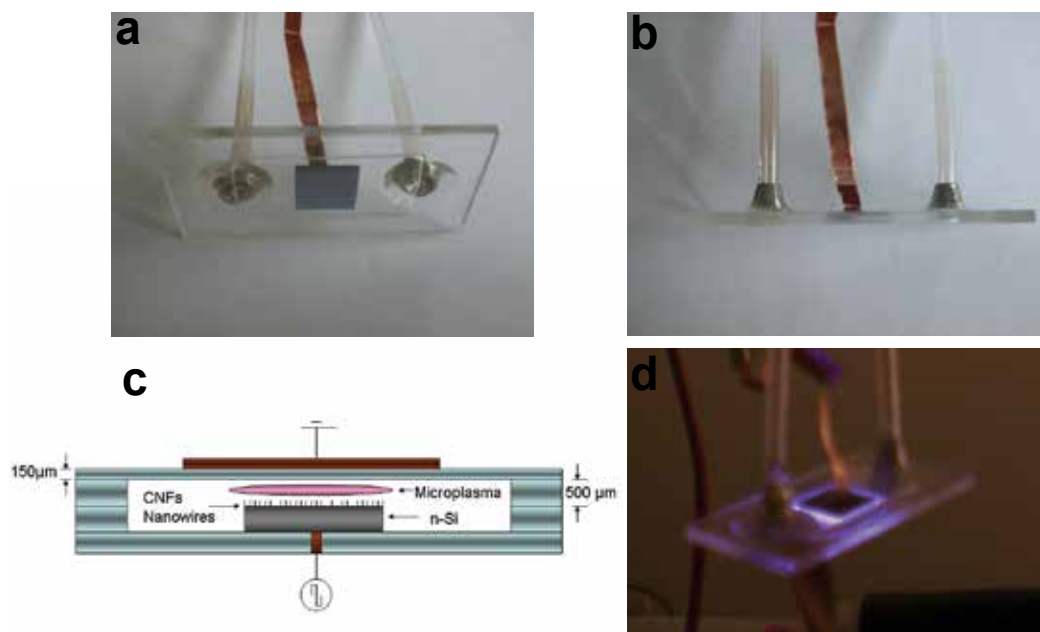 a
b
c
d
150µm
CNFs
Nanowires
Microplasma
n-Si
500 µm